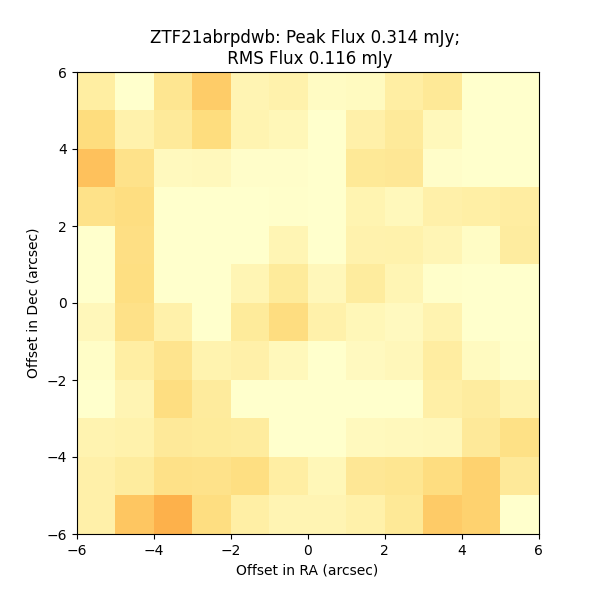 ZTF21abrpdwb: Peak Flux 0.314 mJy;
RMS Flux 0.116 mJy
6
4
2
0
−2
−4
−6
Offset in Dec (arcsec)
−6 −4 −2 0 2 4 6
Offset in RA (arcsec)